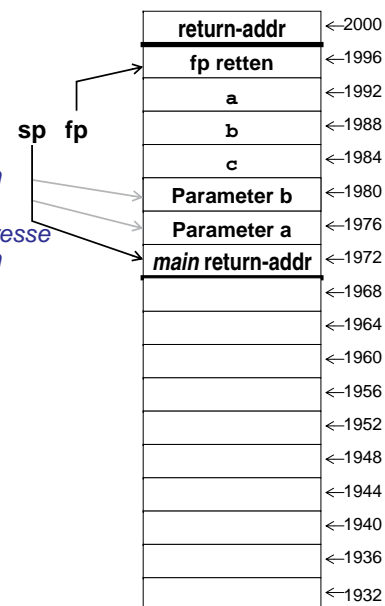 return-addr ←2000
fp retten ←1996
a ←1992
b ←1988
sp fp
c ←1984
Parameter b ←1980
Parameter a ←1976
resse
main return-addr ←1972
←1968
←1964
←1960
←1956
←1952
←1948
←1944
←1940
←1936
←1932